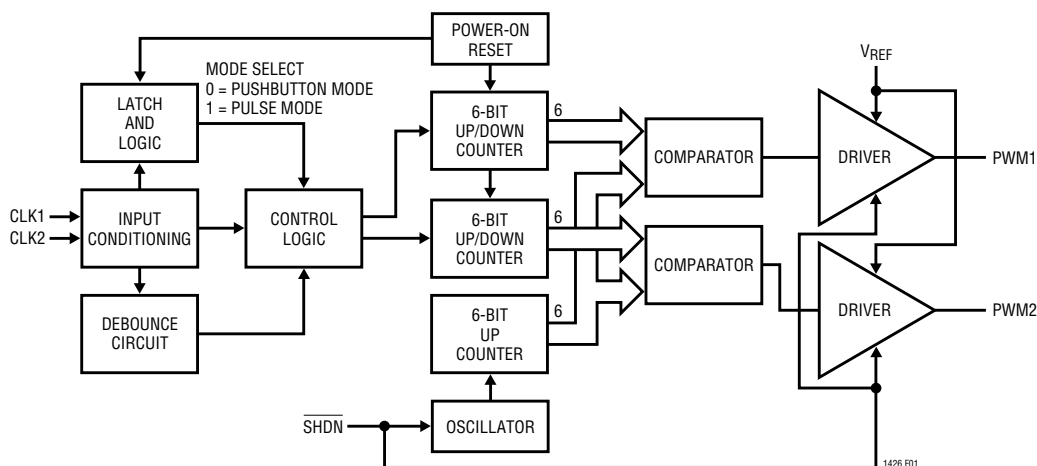 POWER-ON
RESET
MODE SELECT
0 = PUSHBUTTON MODE
1 = PULSE MODE
V_REF
LATCH
AND
LOGIC
6-BIT
UP/DOWN
COUNTER
6
COMPARATOR
DRIVER
PWM1
CLK1
CLK2
INPUT
CONDITIONING
CONTROL
LOGIC
6-BIT
UP/DOWN
COUNTER
6
COMPARATOR
DRIVER
PWM2
DEBOUNCE
CIRCUIT
6-BIT
UP
COUNTER
6
SHDN
OSCILLATOR
1426 F01